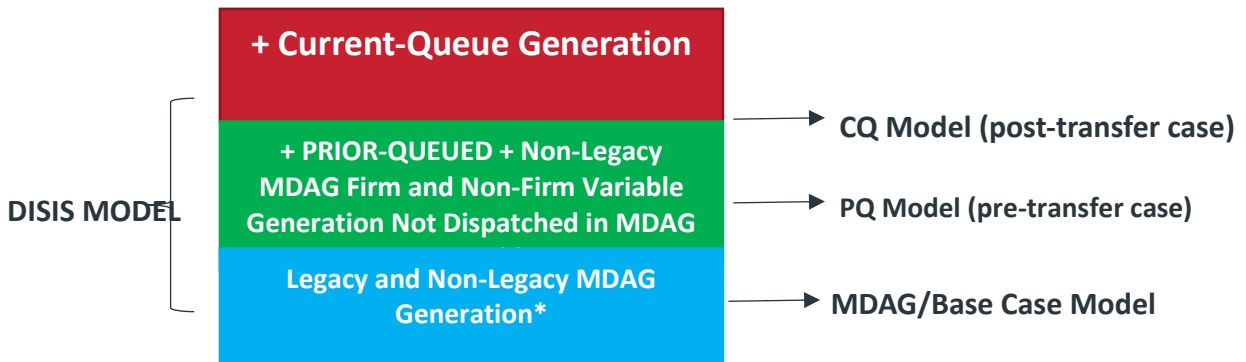 + Current-Queue Generation
CQ Model (post-transfer case)
+ PRIOR-QUEUED + Non-Legacy
MDAG Firm and Non-Firm Variable
Generation Not Dispatched in MDAG
DISIS MODEL
PQ Model (pre-transfer case)
Legacy and Non-Legacy MDAG
Generation*
MDAG/Base Case Model